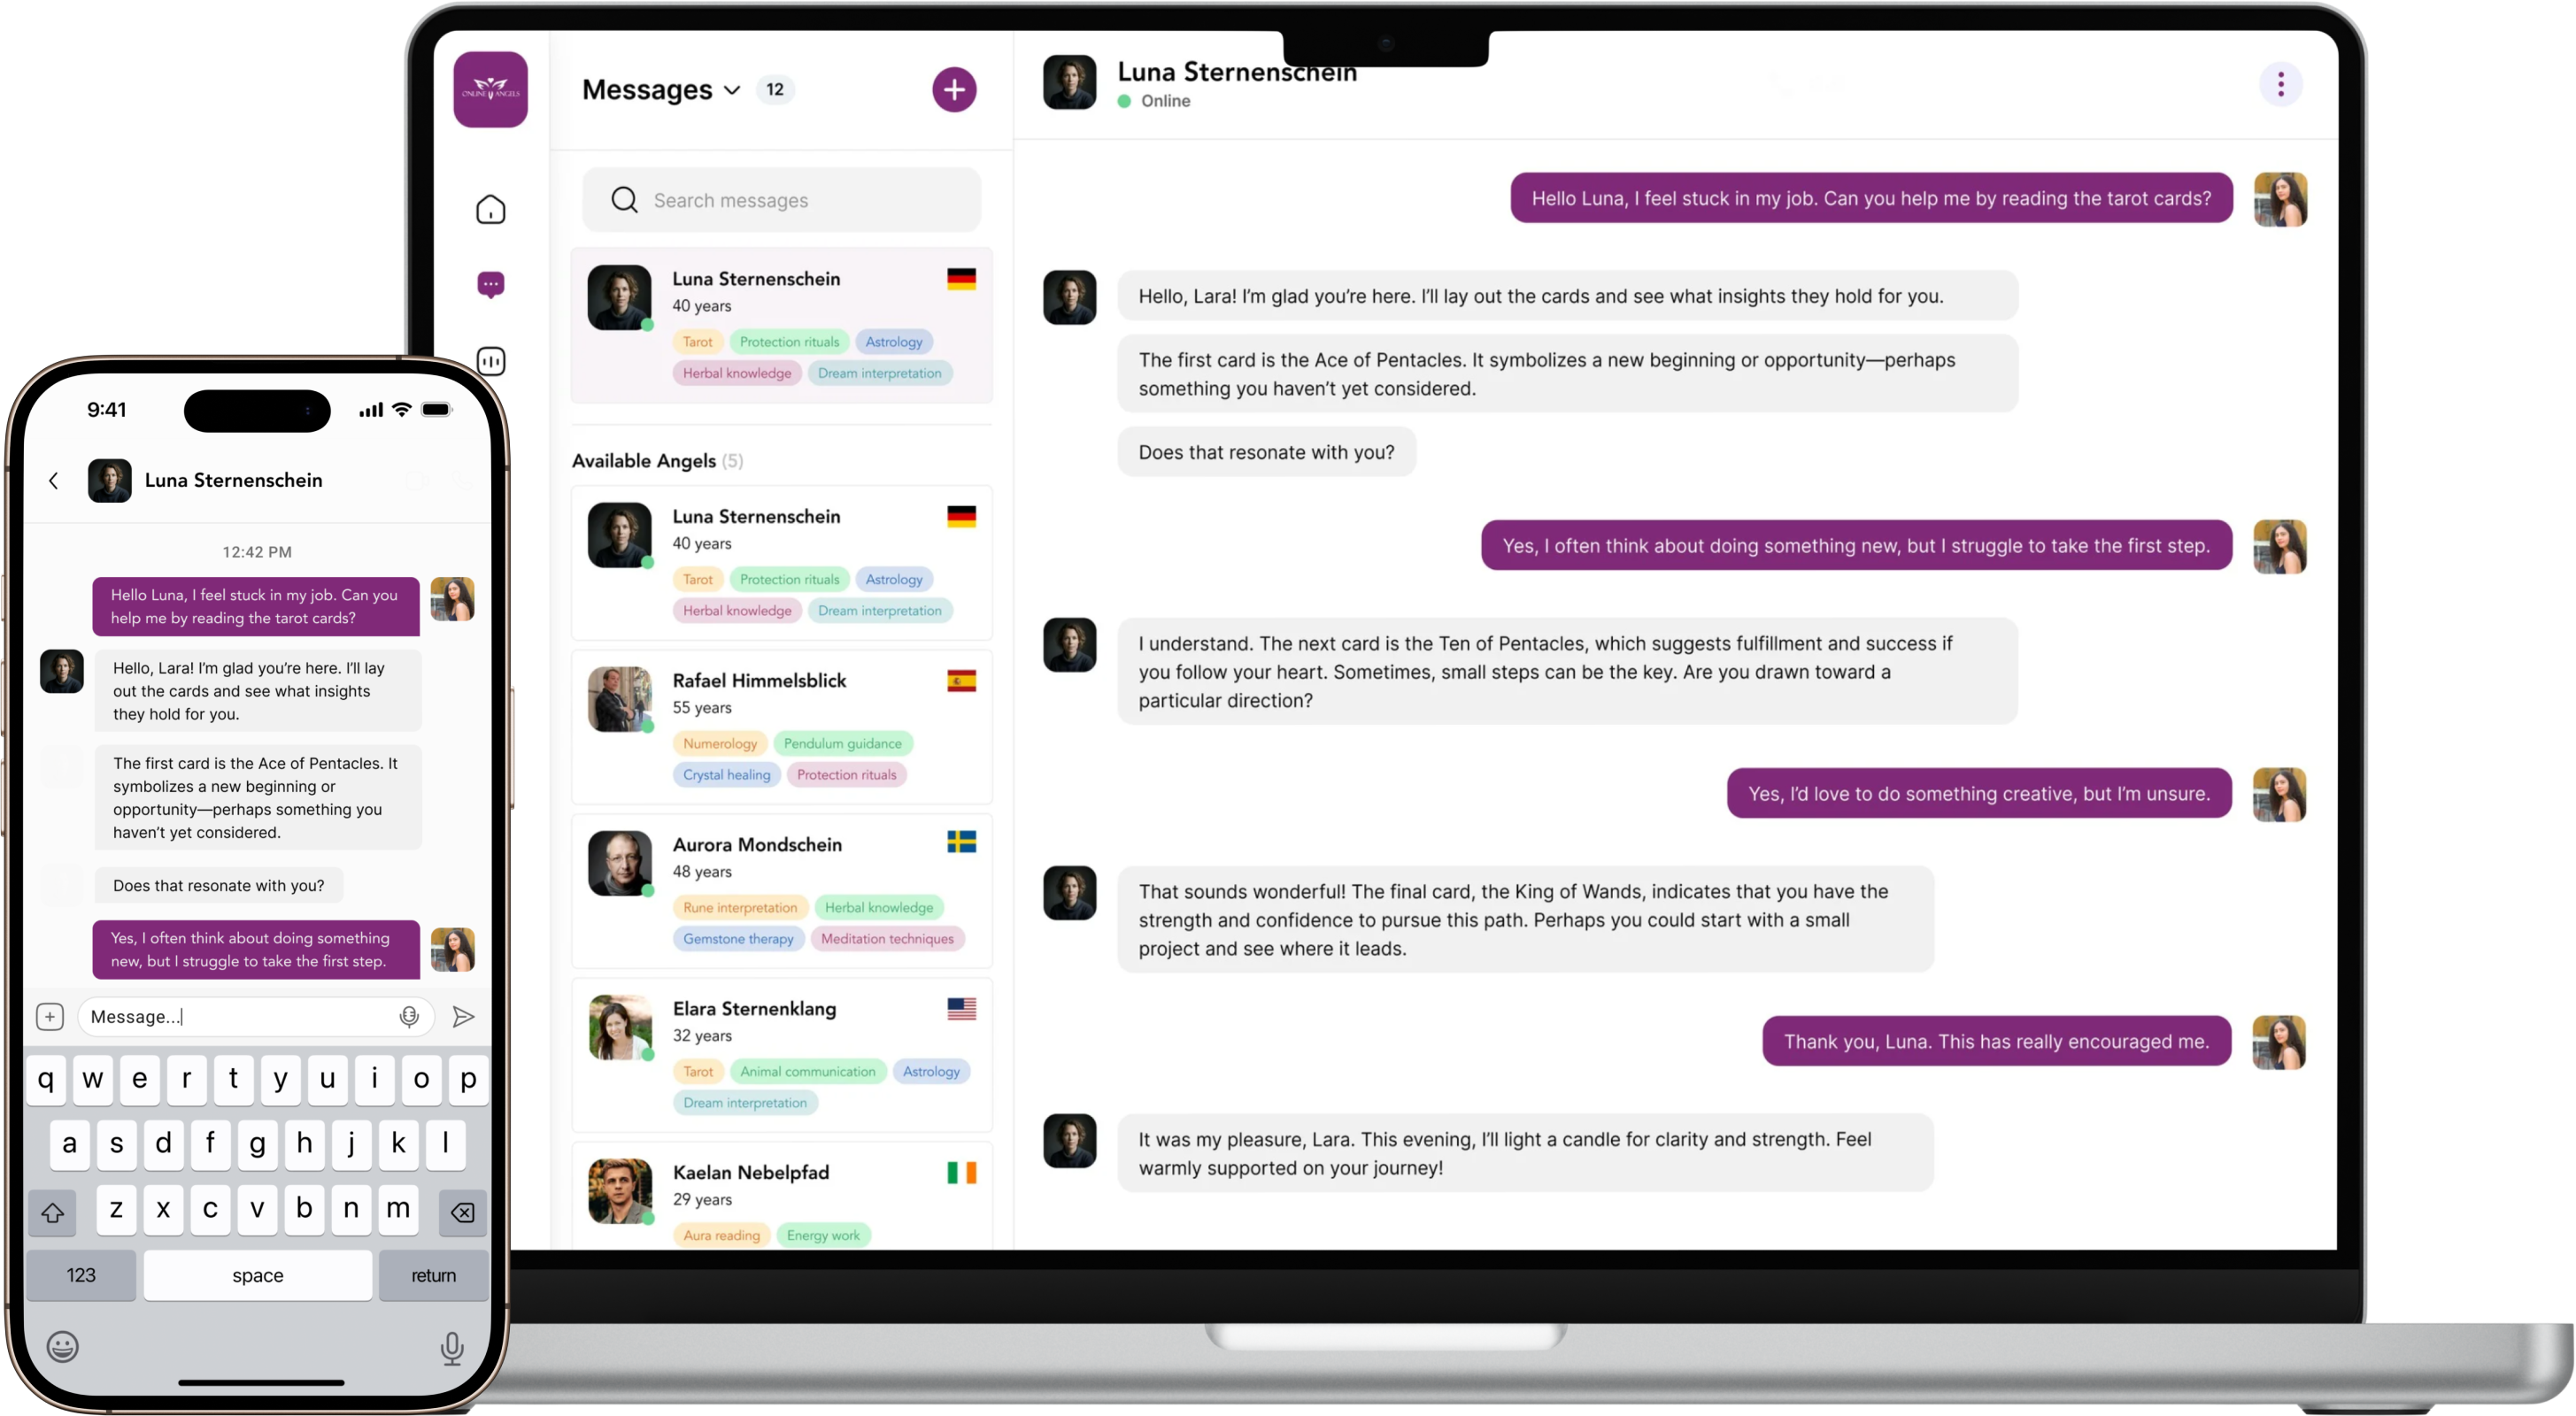 ONLINE ANGELS
Messages
12
Search messages
Luna Sternenschein
40 years
Tarot
Protection rituals
Astrology
Herbal knowledge
Dream interpretation
Available Angels (5)
Luna Sternenschein
40 years
Tarot
Protection rituals
Astrology
Herbal knowledge
Dream interpretation
Rafael Himmelsblick
55 years
Numerology
Pendulum guidance
Crystal healing
Protection rituals
Aurora Mondschein
48 years
Rune interpretation
Herbal knowledge
Gemstone therapy
Meditation techniques
Elara Sternenklang
32 years
Tarot
Animal communication
Astrology
Dream interpretation
Kaelan Nebelpfad
29 years
Aura reading
Energy work
Luna Sternenschein
Online
Hello Luna, I feel stuck in my job. Can you help me by reading the tarot cards?
Hello, Lara! I’m glad you’re here. I’ll lay out the cards and see what insights they hold for you.
The first card is the Ace of Pentacles. It symbolizes a new beginning or opportunity—perhaps
something you haven’t yet considered.
Does that resonate with you?
Yes, I often think about doing something new, but I struggle to take the first step.
I understand. The next card is the Ten of Pentacles, which suggests fulfillment and success if
you follow your heart. Sometimes, small steps can be the key. Are you drawn toward a
particular direction?
Yes, I’d love to do something creative, but I’m unsure.
That sounds wonderful! The final card, the King of Wands, indicates that you have the
strength and confidence to pursue this path. Perhaps you could start with a small
project and see where it leads.
Thank you, Luna. This has really encouraged me.
It was my pleasure, Lara. This evening, I’ll light a candle for clarity and strength. Feel
warmly supported on your journey!
9:41
Luna Sternenschein
12:42 PM
Hello Luna, I feel stuck in my job. Can you
help me by reading the tarot cards?
Hello, Lara! I’m glad you’re here. I’ll lay
out the cards and see what insights
they hold for you.
The first card is the Ace of Pentacles. It
symbolizes a new beginning or
opportunity—perhaps something you
haven’t yet considered.
Does that resonate with you?
Yes, I often think about doing something
new, but I struggle to take the first step.
Message...
q w e r t y u i o p
a s d f g h j k l
z x c v b n m
123 space return